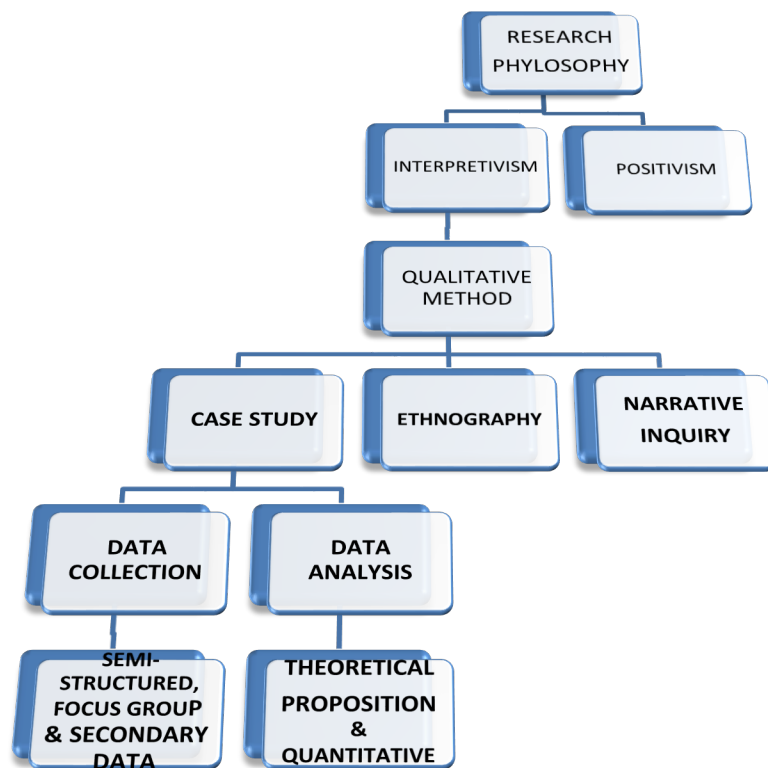 RESEARCH
PHYLOSOPHY
INTERPRETIVISM
POSITIVISM
QUALITATIVE
METHOD
CASE STUDY
ETHNOGRAPHY
NARRATIVE
INQUIRY
DATA
COLLECTION
DATA
ANALYSIS
SEMI-
STRUCTURED,
FOCUS GROUP
& SECONDARY
DATA
THEORETICAL
PROPOSITION
&
QUANTITATIVE